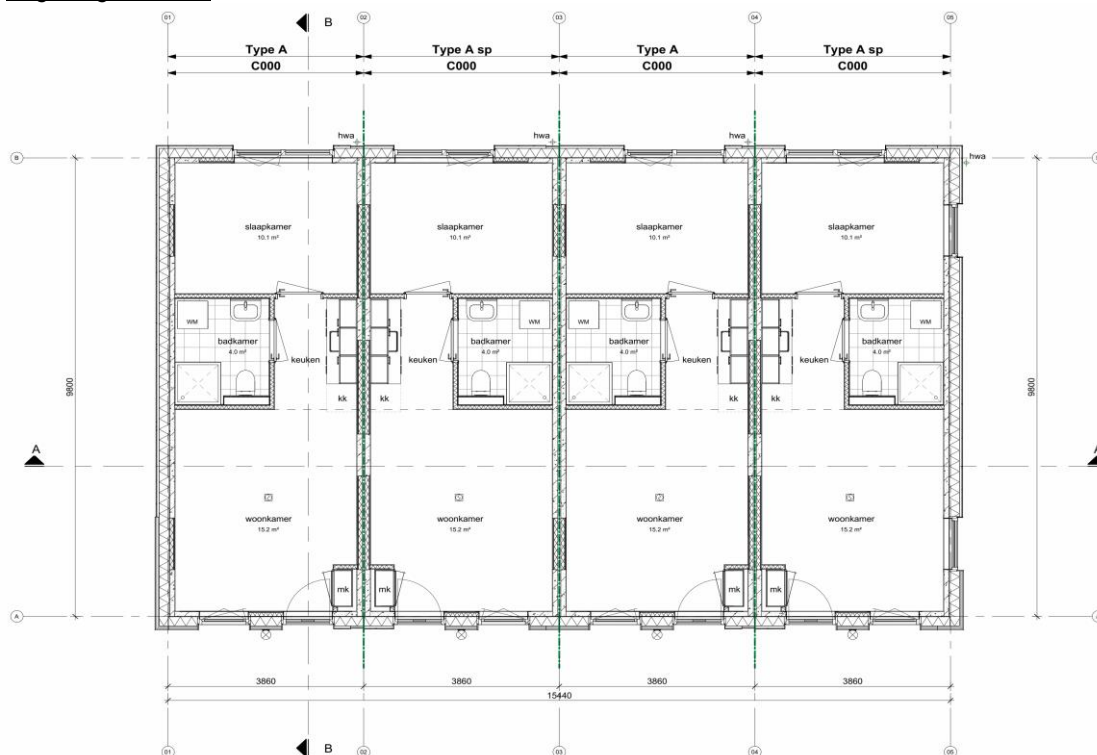 01 B 02 03 04 05
Type A Type A sp Type A Type A sp
C000 C000 C000 C000
hwa hwa hwa
B
hwa
slaapkamer slaapkamer slaapkamer slaapkamer
10.1 m² 10.1 m² 10.1 m² 10.1 m²
WM WM WM WM
badkamer badkamer badkamer badkamer
4.0 m² 4.0 m² 4.0 m² 4.0 m²
keuken keuken keuken keuken
9800 9800
kk kk kk kk
A A
woonkamer woonkamer woonkamer woonkamer
15.2 m² 15.2 m² 15.2 m² 15.2 m²
mk mk mk mk
A
3860 3860 3860 3860
15440
01 B 02 03 04 05